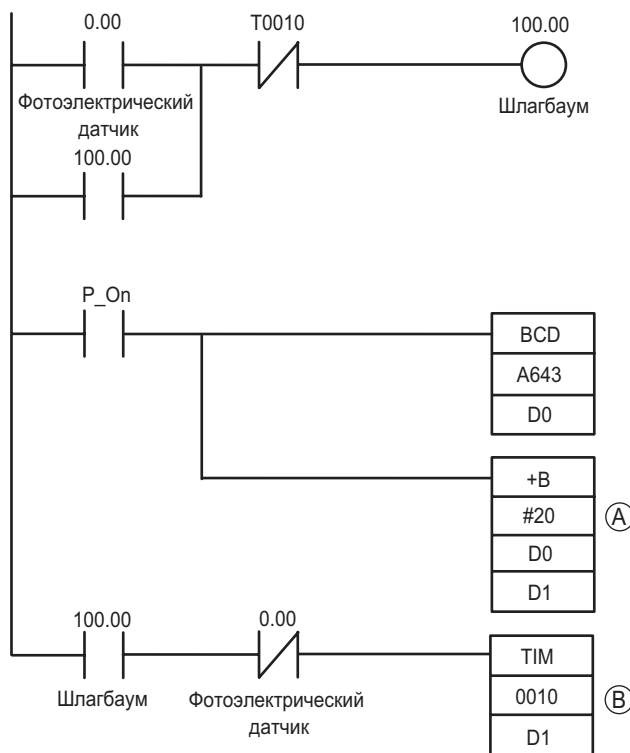 0.00 T0010 100.00
Фотоэлектрический
датчик
Шлагбаум
100.00
P_On
BCD
A643
D0
+B
#20
D0
D1
A
100.00 0.00
Шлагбаум Фотоэлектрический
датчик
TIM
0010
D1
B